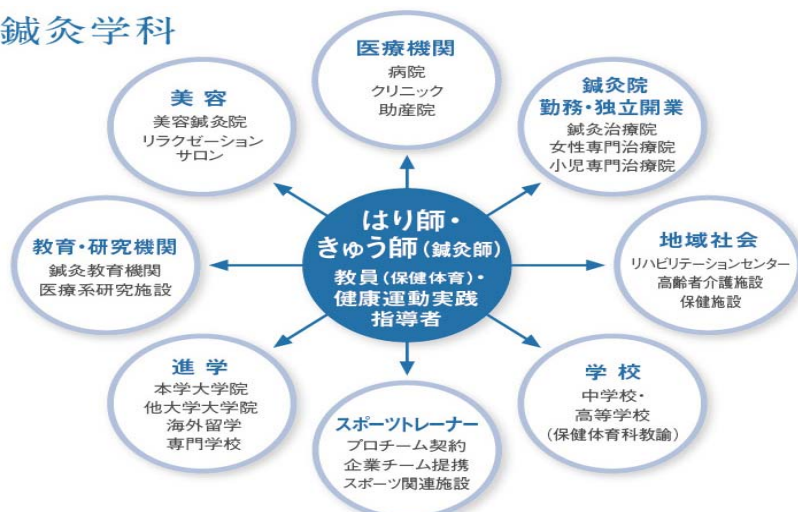 鍼灸学科
医療機関
病院
クリニック
助産院
鍼灸院
勤務・独立開業
鍼灸治療院
女性専門治療院
小児専門治療院
地域社会
リハビリテーションセンター
高齢者介護施設
保健施設
学校
中学校・
高等学校
(保健体育科教諭)
スポーツトレーナー
プロチーム契約
企業チーム提携
スポーツ関連施設
進学
本学大学院
他大学大学院
海外留学
専門学校
教育・研究機関
鍼灸教育機関
医療系研究施設
美容
美容鍼灸院
リラクゼーション
サロン
はり師・
きゅう師(鍼灸師)
教員(保健体育)・
健康運動実践
指導者